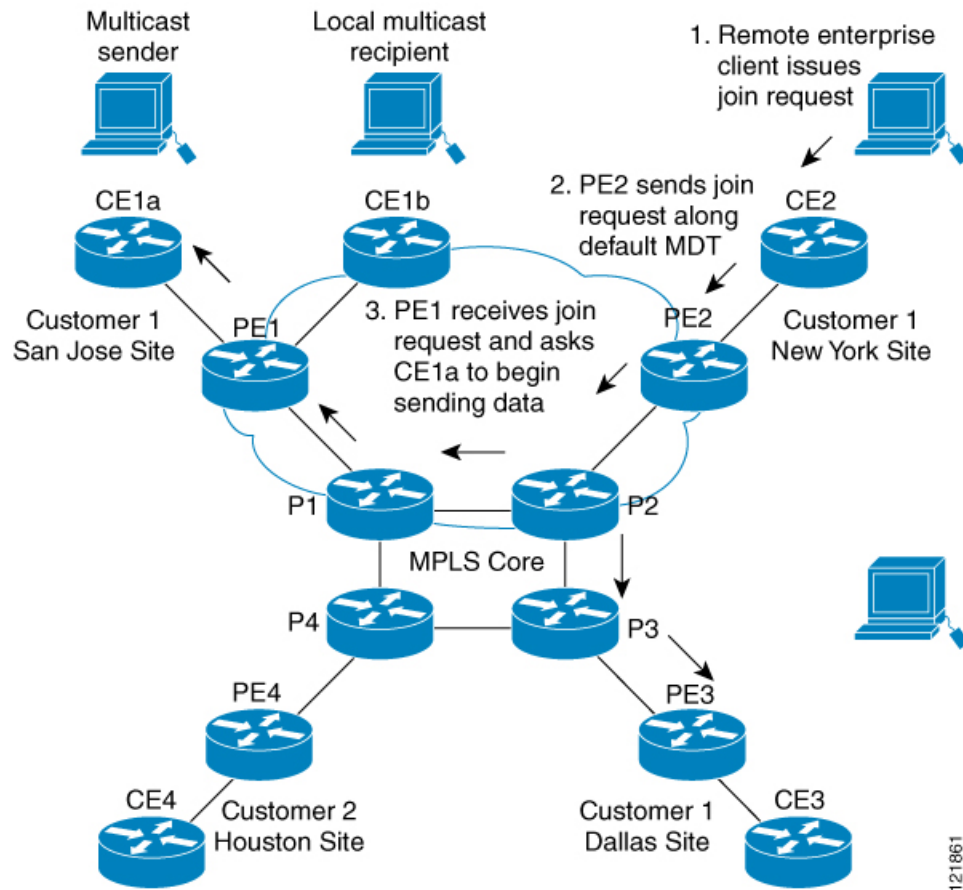 Multicast
sender
Local multicast
recipient
1. Remote enterprise
client issues
join request
CE1a
CE1b
2. PE2 sends join
request along
default MDT
CE2
Customer 1
San Jose Site
PE1
3. PE1 receives join
request and asks
CE1a to begin
sending data
PE2
Customer 1
New York Site
P1
P2
MPLS Core
P4
P3
PE4
PE3
CE4
Customer 2
Houston Site
Customer 1
Dallas Site
CE3
121861